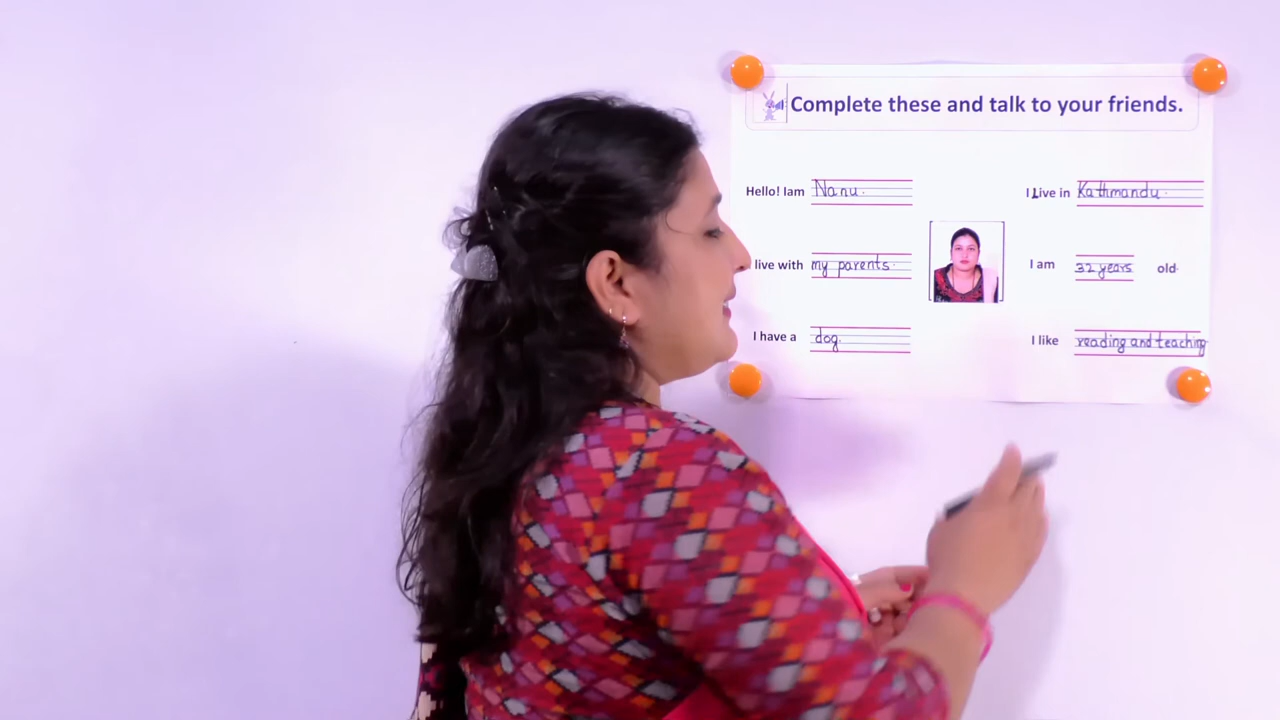 Complete these and talk to your friends.
Hello! Iam Nanu.
I Live in Kathmandu.
live with my parents.
I am 32 years old
I have a dog.
I like reading and teaching